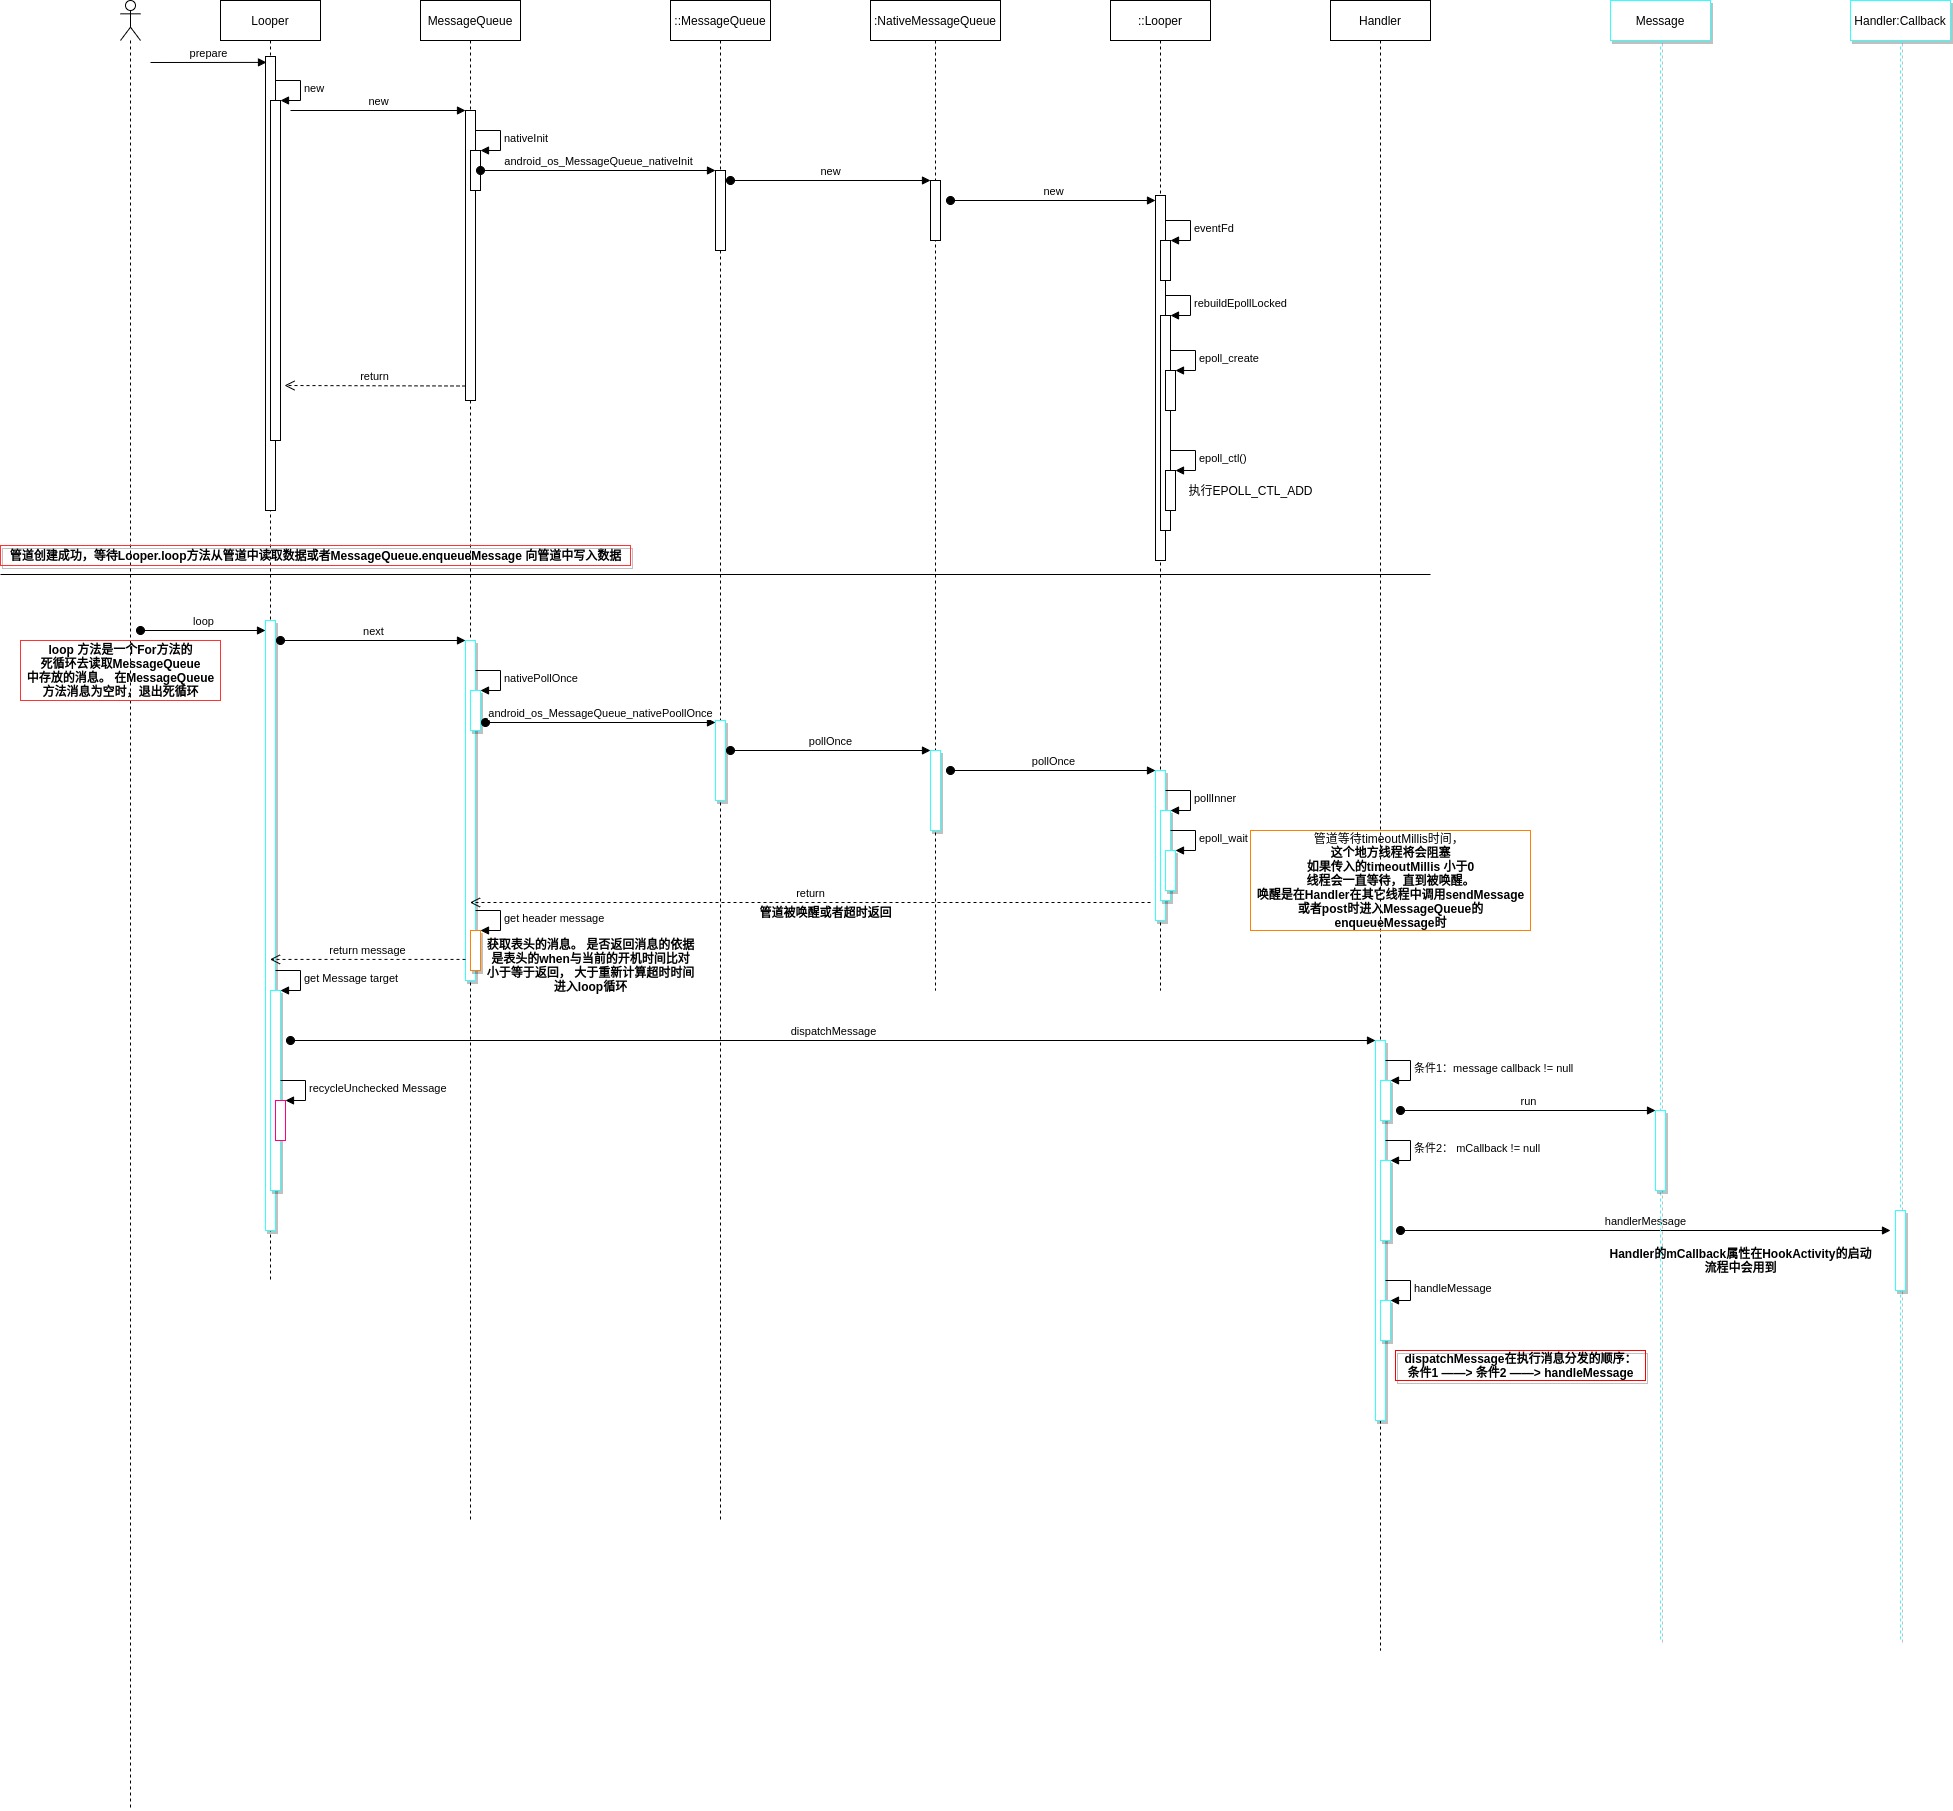 Looper
MessageQueue
::MessageQueue
:NativeMessageQueue
::Looper
Handler
Message
Handler:Callback
prepare
new
new
nativeInit
android_os_MessageQueue_nativeInit
new
new
eventFd
rebuildEpollLocked
epoll_create
return
epoll_ctl()
执行EPOLL_CTL_ADD
管道创建成功，等待Looper.loop方法从管道中读取数据或者MessageQueue.enqueueMessage 向管道中写入数据
loop
next
loop 方法是一个For方法的
死循环去读取MessageQueue
中存放的消息。 在MessageQueue
方法消息为空时，退出死循环
nativePollOnce
android_os_MessageQueue_nativePoollOnce
pollOnce
pollOnce
pollInner
epoll_wait
管道等待timeoutMillis时间，
这个地方线程将会阻塞
如果传入的timeoutMillis 小于0
线程会一直等待，直到被唤醒。
唤醒是在Handler在其它线程中调用sendMessage
或者post时进入MessageQueue的
enqueueMessage时
return
管道被唤醒或者超时返回
get header message
获取表头的消息。 是否返回消息的依据
是表头的when与当前的开机时间比对
小于等于返回， 大于重新计算超时时间
进入loop循环
return message
get Message target
dispatchMessage
条件1：message callback != null
recycleUnchecked Message
run
条件2： mCallback != null
handlerMessage
Handler的mCallback属性在HookActivity的启动
流程中会用到
handleMessage
dispatchMessage在执行消息分发的顺序：
条件1 ——> 条件2 ——> handleMessage